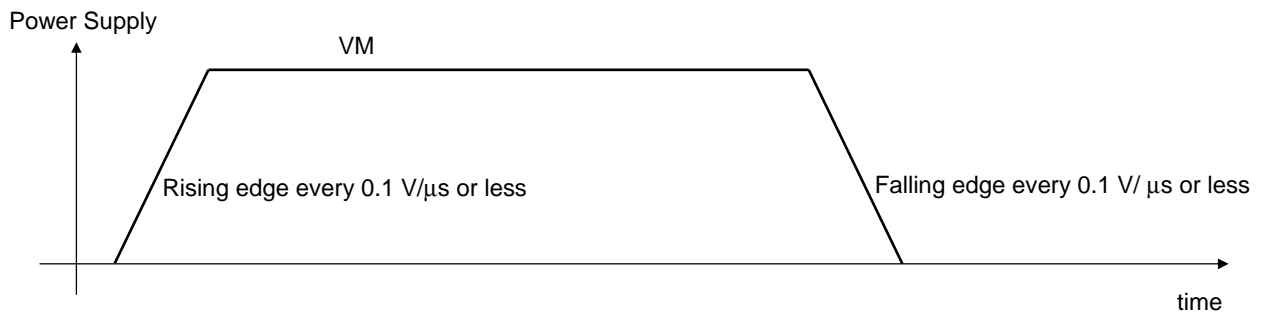 Power Supply
VM
Rising edge every 0.1 V/μs or less
Falling edge every 0.1 V/ μs or less
time